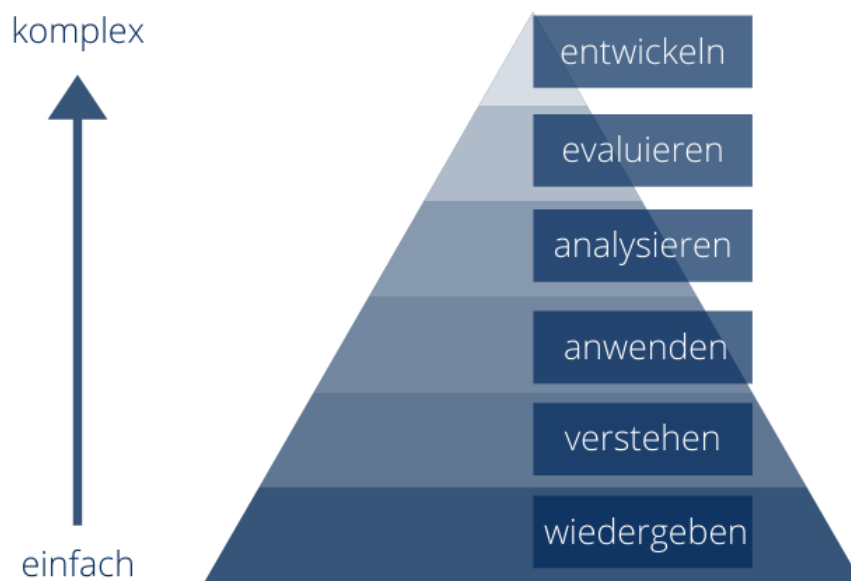 komplex
entwickeln
evaluieren
analysieren
anwenden
verstehen
wiedergeben
einfach